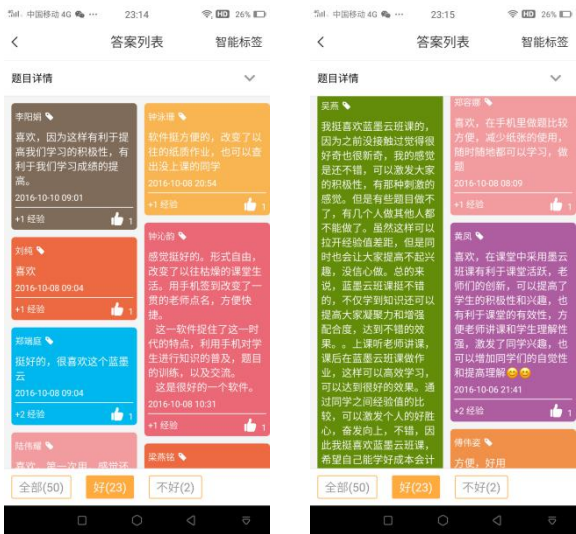 中国移动 4G
23:14
HD 26%
答案列表
智能标签
题目详情
李阳娟
喜欢，因为这样有利于提
高我们学习的积极性，有
利于我们学习成绩的提
高。
2016-10-10 09:01
+1 经验
1
刘纯
喜欢
2016-10-08 09:04
+1 经验
1
郑端庭
挺好的，很喜欢这个蓝墨
云
2016-10-08 09:04
+2 经验
1
陆伟耀
喜欢，第一次用，感觉还
钟泳珊
软件挺方便的，改变了以
往的纸质作业，也可以查
出没上课的同学
2016-10-08 20:54
+1 经验
1
钟沁韵
感觉挺好的。形式自由，
改变了以往枯燥的课堂生
活。用手机签到改变了一
贯的老师点名，方便快
捷。
这一软件捉住了这一时
代的特点，利用手机对学
生进行知识的普及，题目
的训练，以及交流。
这是很好的一个软件。
2016-10-08 10:31
+1 经验
1
梁燕铭
全部(50)
好(23)
不好(2)
中国移动 4G
23:15
HD 26%
答案列表
智能标签
题目详情
吴燕
我挺喜欢蓝墨云班课的，
因为之前没接触过觉得很
好奇也很新奇，我的感觉
是还不错，可以激发大家
的积极性，有那种刺激的
感觉。但是有些题目做不
了，有几个人做其他人都
不能做了。虽然这样可以
拉开经验值差距，但是同
时也会让大家提高不起兴
趣，没信心做。总的来
说，蓝墨云班课挺不错
的，不仅学到知识还可以
提高大家凝聚力和增强
配合度，达到不错的效
果。。上课听老师讲课，
课后在蓝墨云班课做作
业，这样可以高效学习，
可以达到很好的效果。通
过同学之间经验值的比
较，可以激发个人的好胜
心，奋发向上，不错，因
此我挺喜欢蓝墨云班课，
希望自己能学好成本会计
郑容娜
喜欢，在手机里做题比较
方便，减少纸张的使用，
随时随地都可以学习，做
题
2016-10-08 08:09
+1 经验
1
黄凤
喜欢，在课堂中采用墨云
班课有利于课堂活跃，老
师们的创新，可以提高了
学生的积极性和兴趣，也
有利于课堂的有效性，方
便老师讲课和学生理解性
强，激发了同学兴趣，也
可以增加同学们的自觉性
和提高理解😄😄
2016-10-06 21:41
+2 经验
1
傅伟姿
方便，好用
全部(50)
好(23)
不好(2)